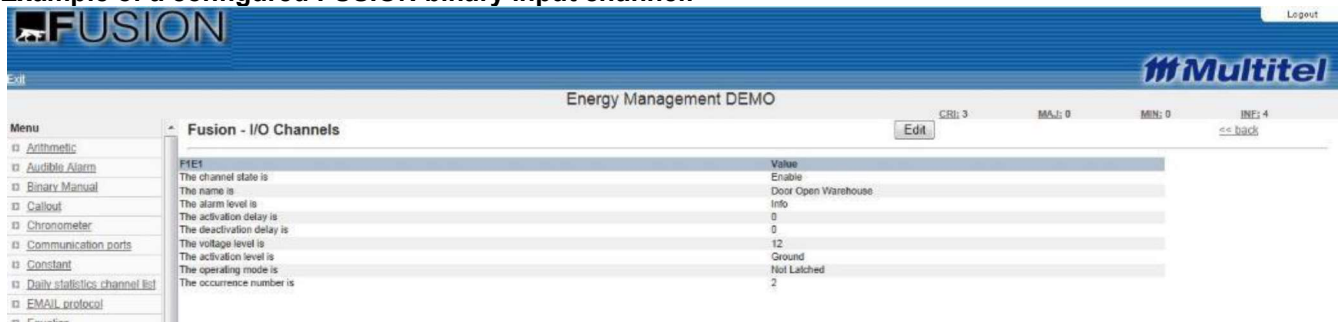 Example of a configured FUSION binary input channel:
FUSION
Logout
Multitel
Exit
Energy Management DEMO
CRI: 3 MAJ: 0 MIN: 0 INF: 4
Menu
Fusion - I/O Channels
Edit
<< back
Arithmetic
Audible Alarm
Binary Manual
Callout
Chronometer
Communication ports
Constant
Daily statistics channel list
EMAIL protocol
Equation
F1E1 Value
The channel state is Enable
The name is Door Open Warehouse
The alarm level is Info
The activation delay is 0
The deactivation delay is 0
The voltage level is 12
The activation level is Ground
The operating mode is Not Latched
The occurrence number is 2